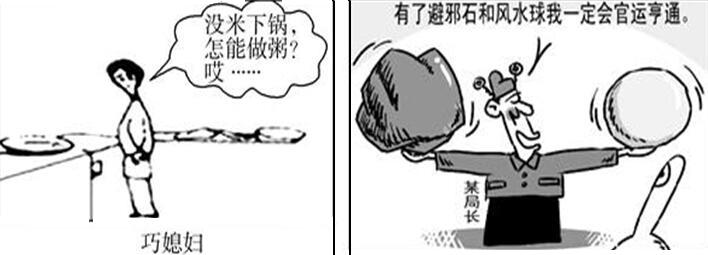 没米下锅，
怎能做粥？
哎……
巧媳妇
有了避邪石和风水球我一定会官运亨通。
某局长